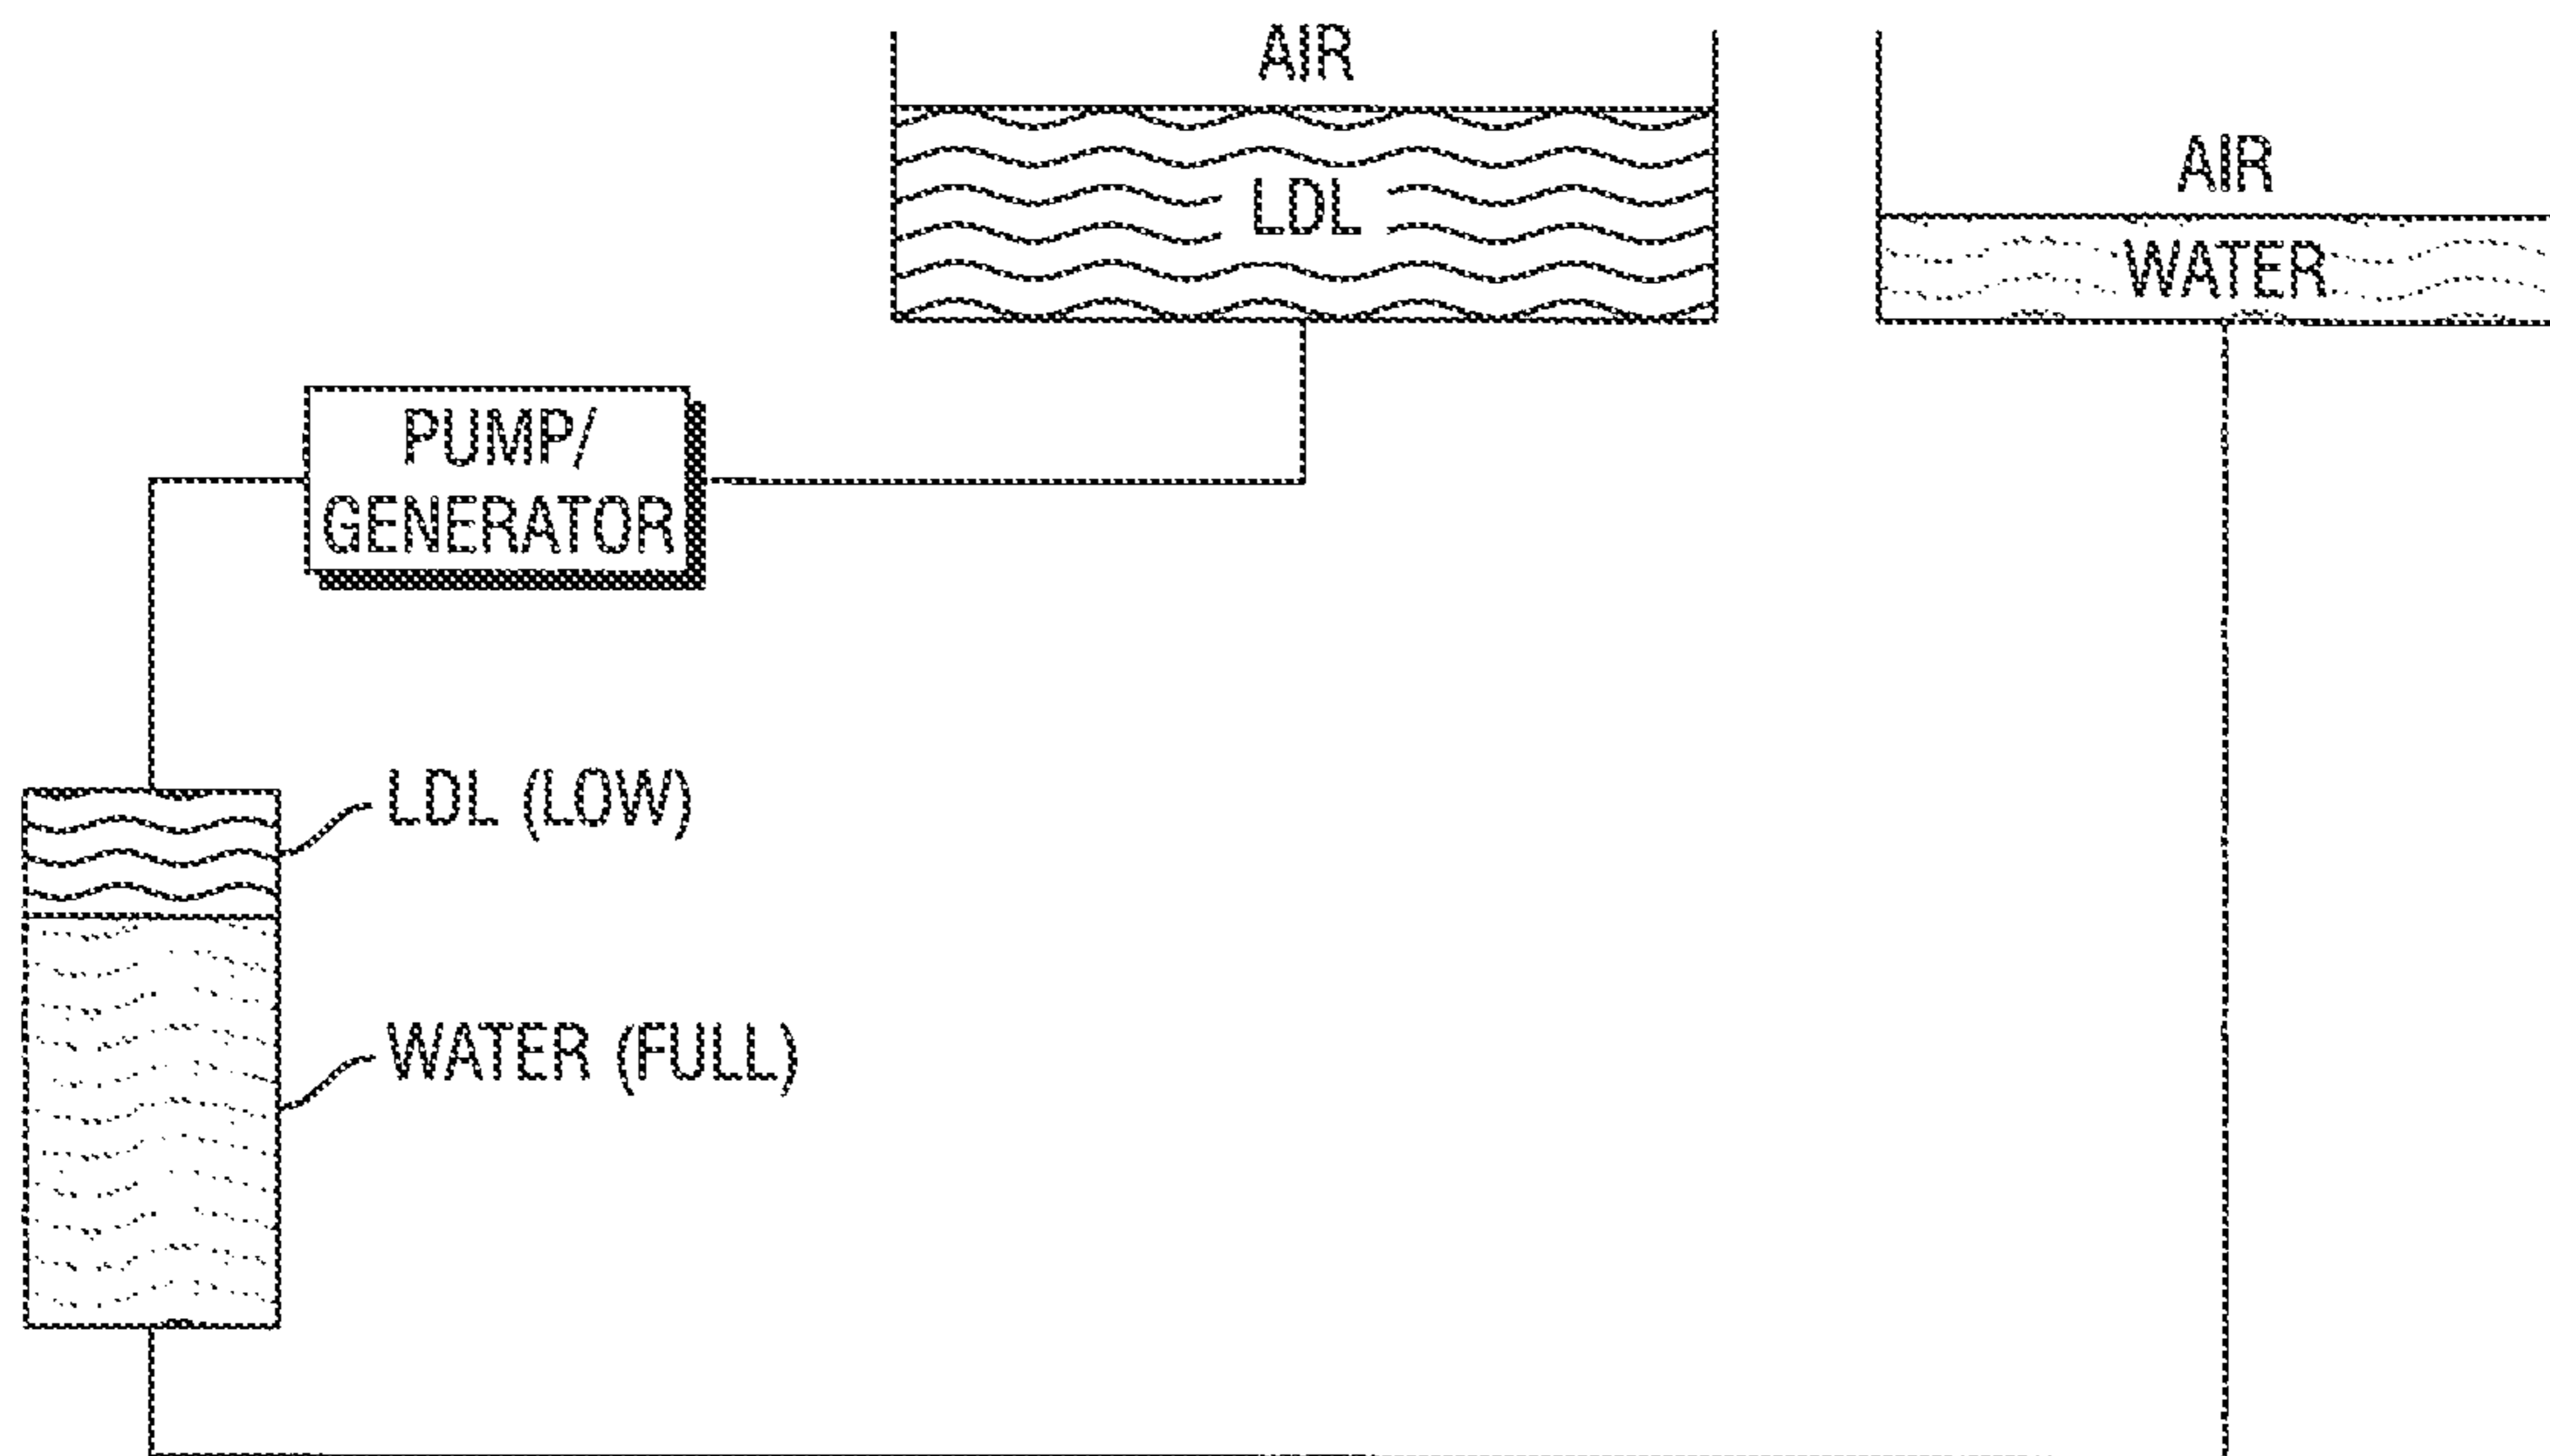 AIR
LDL
AIR
WATER
PUMP/
GENERATOR
LDL (LOW)
WATER (FULL)